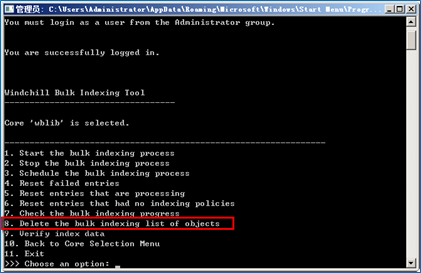 管理员: C:\Users\Administrator\AppData\Roaming\Microsoft\Windows\Start Menu\Progr...
You must login as a user from the Administrator group.
You are successfully logged in.
Windchill Bulk Indexing Tool
---------------------------------
Core 'wblib' is selected.
---------------------------------------------------------------
1. Start the bulk indexing process
2. Stop the bulk indexing process
3. Schedule the bulk indexing process
4. Reset failed entries
5. Reset entries that are processing
6. Reset entries that had no indexing policies
7. Check the bulk indexing progress
8. Delete the bulk indexing list of objects
9. Verify index data
10. Back to Core Selection Menu
11. Exit
>>> Choose an option: